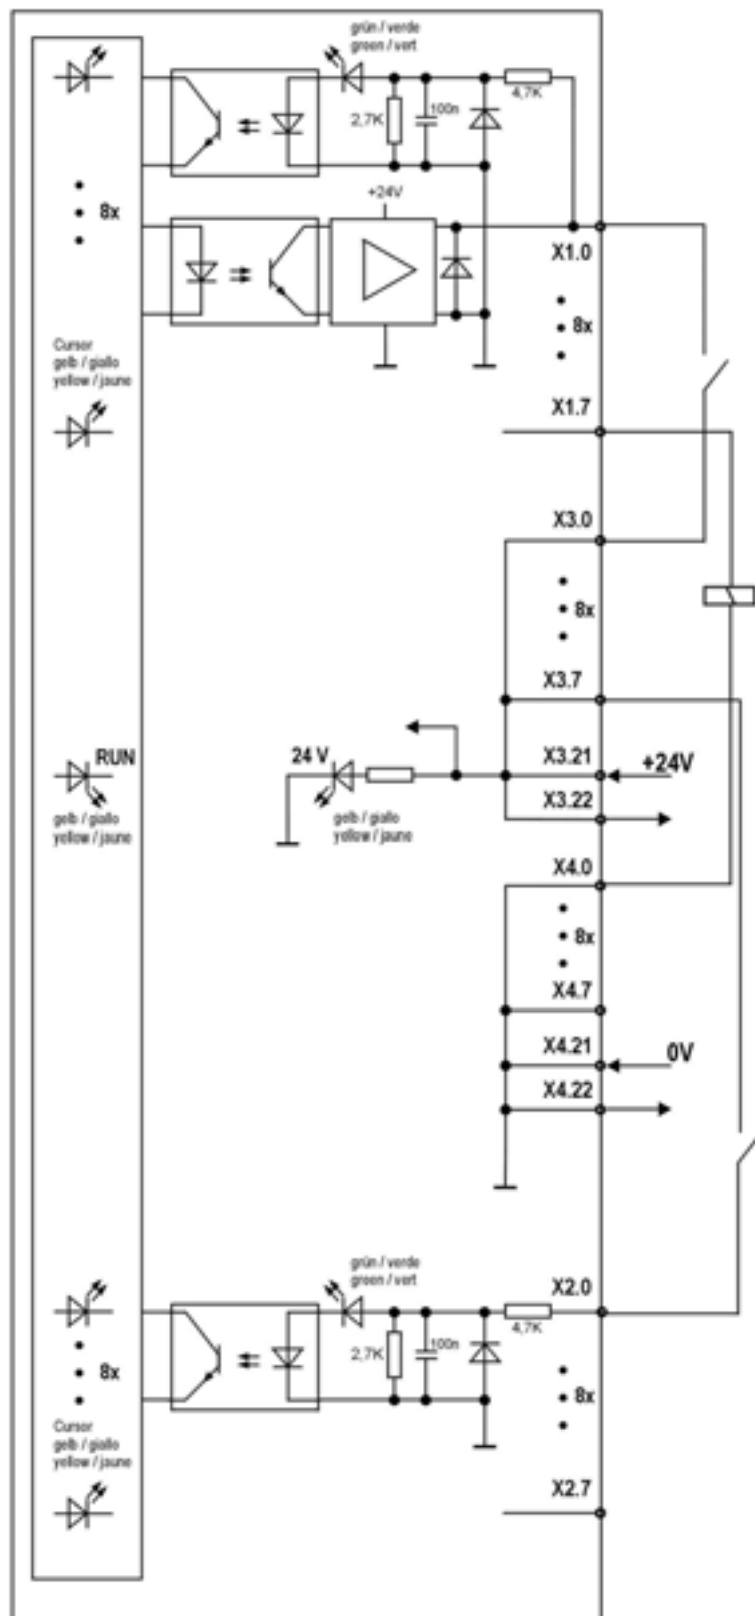 grün / verde
green / vert
2,7K
100n
4,7K
8x
+24V
X1.0
8x
Cursor
gelb / giallo
yellow / jaune
X1.7
X3.0
8x
X3.7
RUN
24 V
X3.21
+24V
X3.22
gelb / giallo
yellow / jaune
gelb / giallo
yellow / jaune
X4.0
8x
X4.7
X4.21
0V
X4.22
grün / verde
green / vert
X2.0
2,7K
100n
4,7K
8x
8x
Cursor
gelb / giallo
yellow / jaune
X2.7